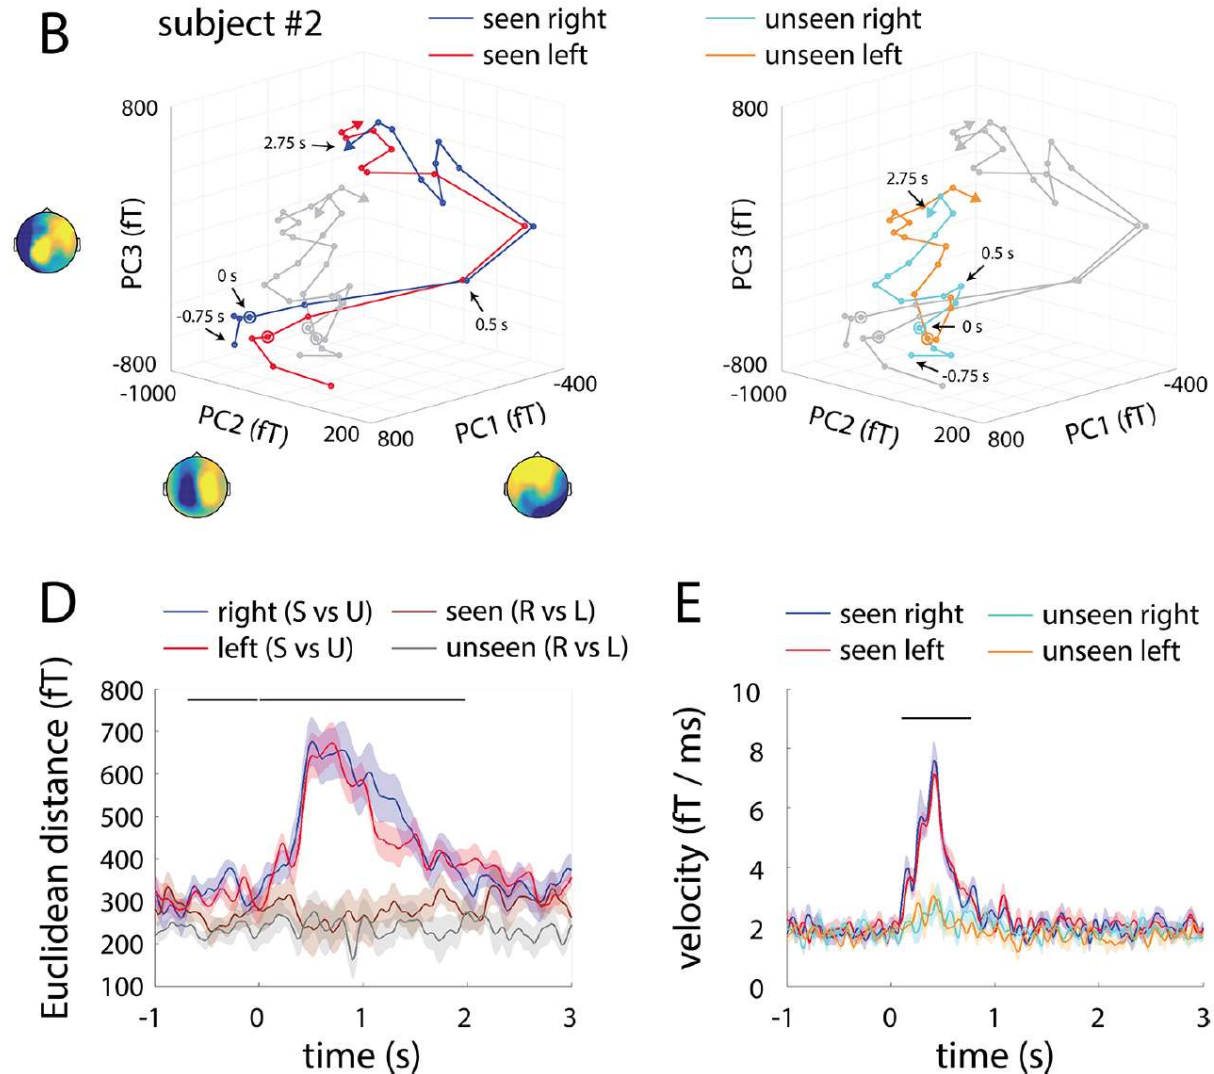 B
subject #2
seen right
seen left
unseen right
unseen left
800
PC3 (fT)
-800
-1000
PC2 (fT)
200
800
PC1 (fT)
-400
2.75 s
0 s
-0.75 s
0.5 s
800
PC3 (fT)
-800
-1000
PC2 (fT)
200
800
PC1 (fT)
-400
2.75 s
0.5 s
0 s
-0.75 s
D
right (S vs U)
seen (R vs L)
left (S vs U)
unseen (R vs L)
Euclidean distance (fT)
800
700
600
500
400
300
200
100
-1 0 1 2 3
time (s)
E
seen right
unseen right
seen left
unseen left
velocity (fT / ms)
10
8
6
4
2
0
-1 0 1 2 3
time (s)